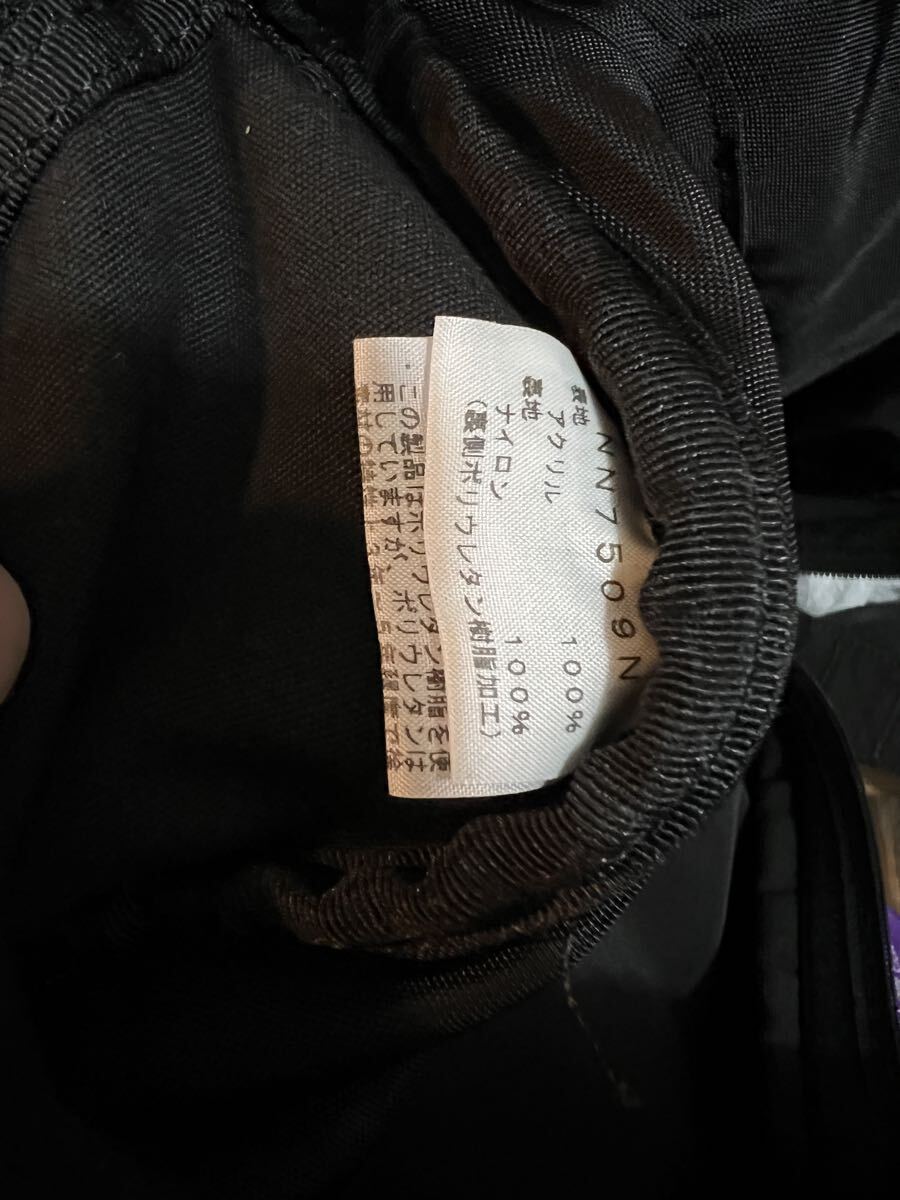 NN7509N
表地
アクリル 100%
裏地
ナイロン 100%
(裏側ポリウレタン樹脂加工)
・この製品はポリウレタン樹脂を使
用していますが、ポリウレタンは